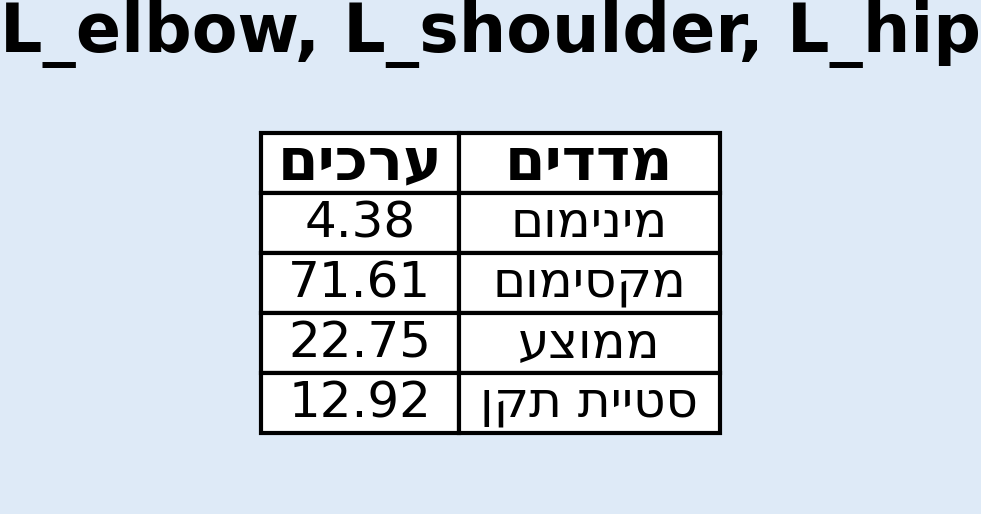 L_elbow, L_shoulder, L_hip
מדדים ערכים
מינימום 4.38
מקסימום 71.61
ממוצע 22.75
סטיית תקן 12.92